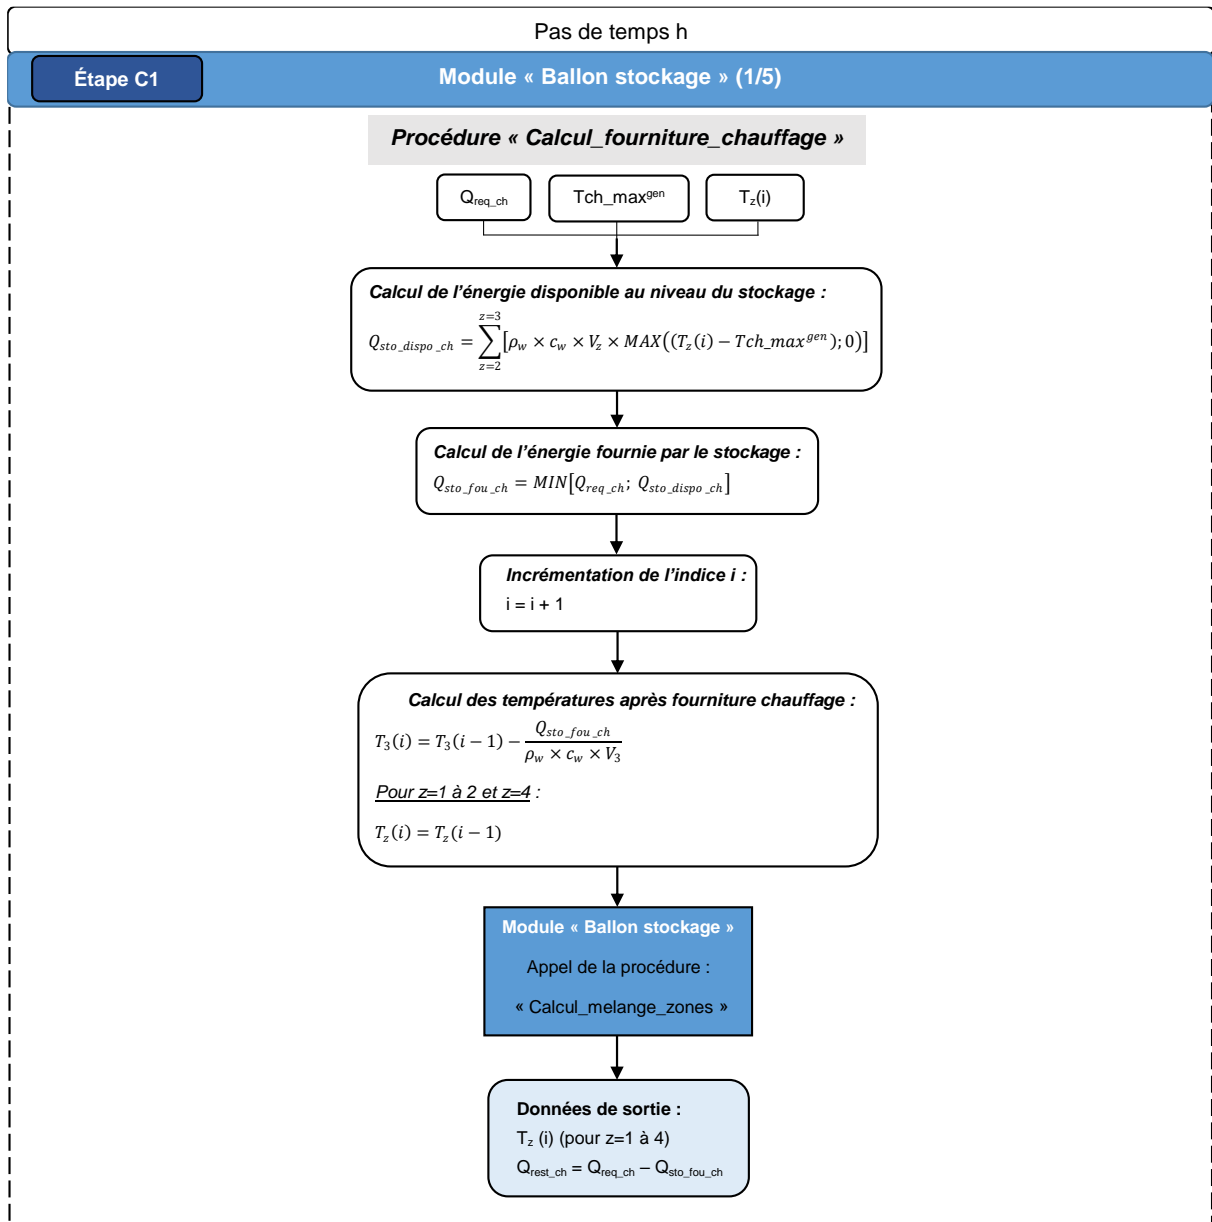 Pas de temps h
Étape C1
Module « Ballon stockage » (1/5)
Procédure « Calcul_fourniture_chauffage »
Q_req_ch
Tch_max^gen
T_z(i)
Calcul de l'énergie disponible au niveau du stockage :
Q_sto_dispo_ch = ∑_{z=2}^{z=3} [ρ_w × c_w × V_z × MAX((T_z(i) − Tch_max^gen); 0)]
Calcul de l'énergie fournie par le stockage :
Q_sto_fou_ch = MIN[Q_req_ch; Q_sto_dispo_ch]
Incrémentation de l'indice i :
i = i + 1
Calcul des températures après fourniture chauffage :
T_3(i) = T_3(i − 1) − Q_sto_fou_ch / (ρ_w × c_w × V_3)
Pour z=1 à 2 et z=4 :
T_z(i) = T_z(i − 1)
Module « Ballon stockage »
Appel de la procédure :
« Calcul_melange_zones »
Données de sortie :
T_z (i) (pour z=1 à 4)
Q_rest_ch = Q_req_ch – Q_sto_fou_ch